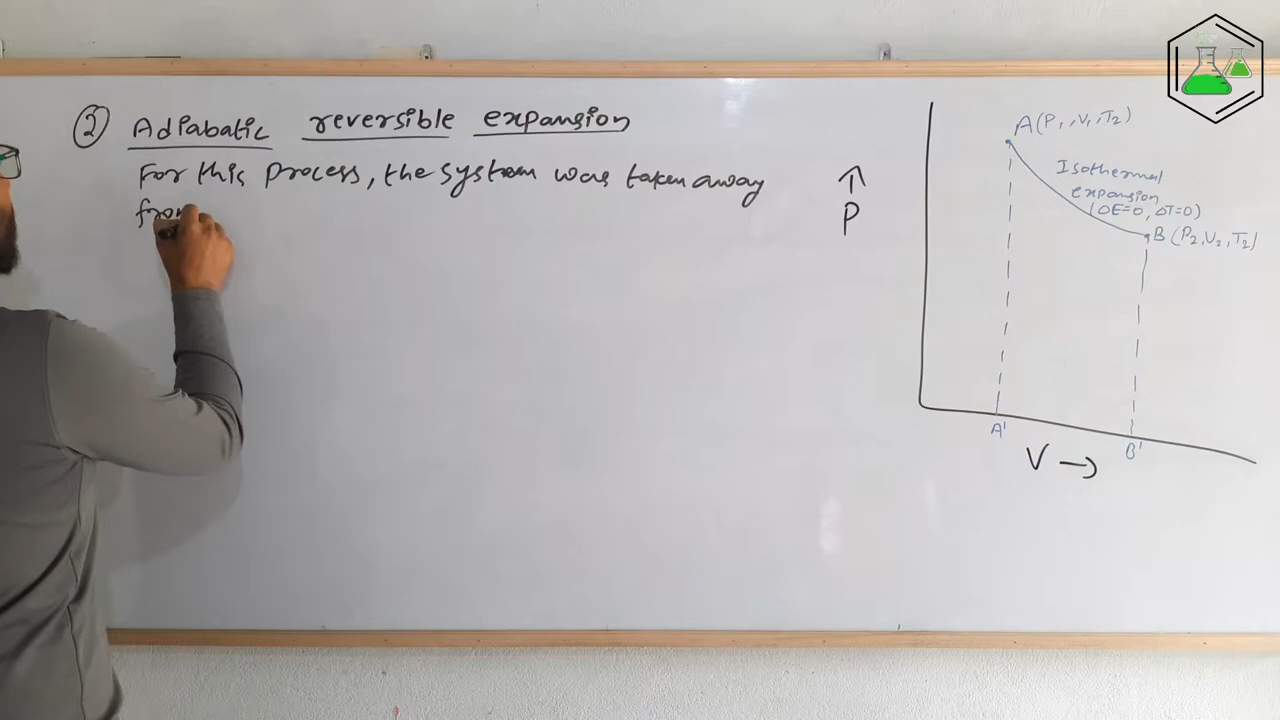 ② Adiabatic reversible expansion
For this process, the system was taken away
from
P
A (P₁, V₁, T₂)
Isothermal
expansion
(ΔE=0, ΔT=0)
B (P₂, V₂, T₂)
A'
B'
V →